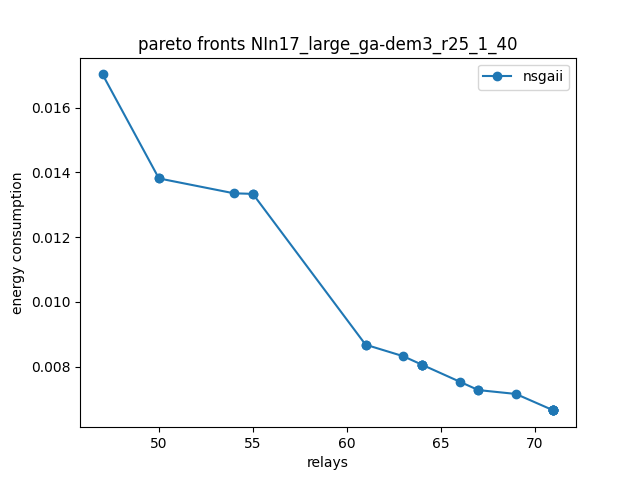 pareto fronts NIn17_large_ga-dem3_r25_1_40
nsgaii
energy consumption
0.016
0.014
0.012
0.010
0.008
50 55 60 65 70
relays